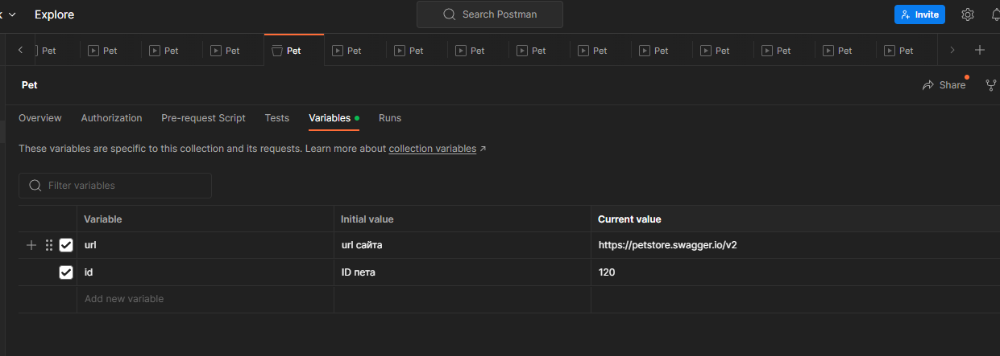 Explore Search Postman Invite
Pet Pet Pet Pet Pet Pet Pet Pet Pet Pet Pet Pet Pet Pet Pet
Pet Share
Overview Authorization Pre-request Script Tests Variables Runs
These variables are specific to this collection and its requests. Learn more about collection variables ↗
Filter variables
Variable Initial value Current value
url url сайта https://petstore.swagger.io/v2
id ID пета 120
Add new variable